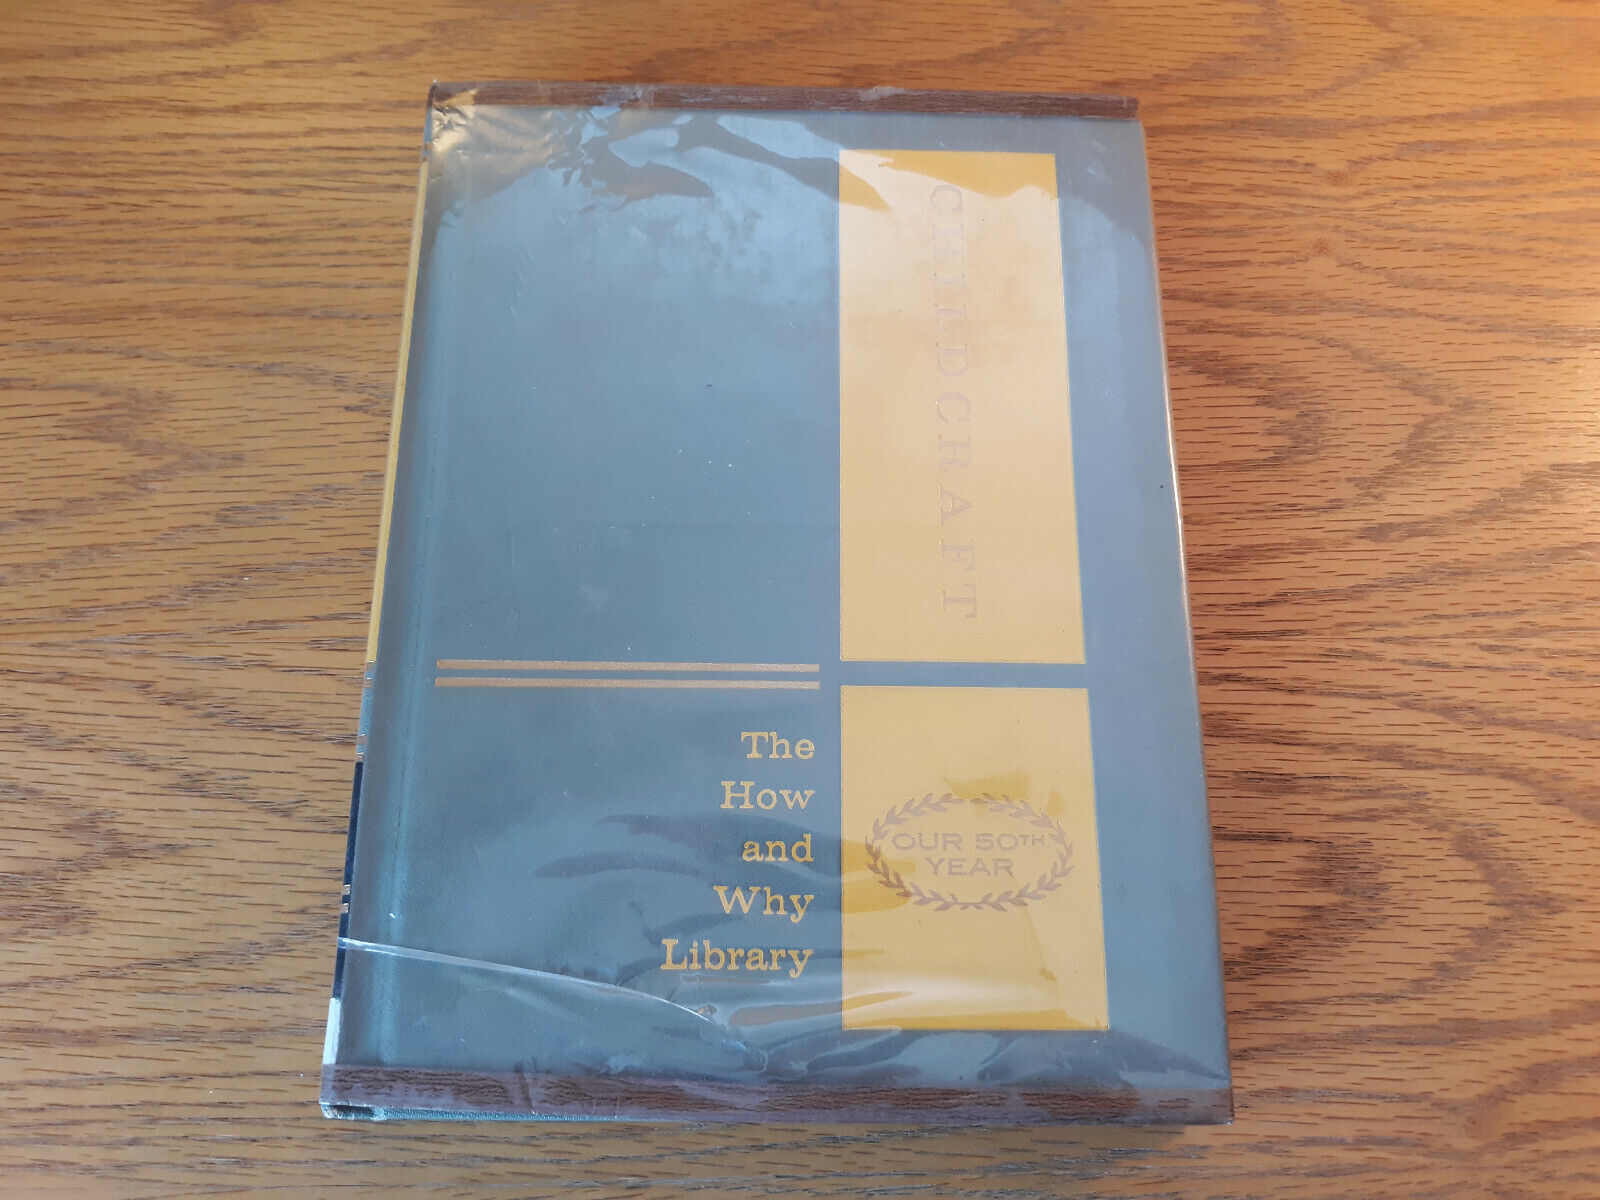 CHILDCRAFT
The
How
and
Why
Library
OUR 50TH
YEAR